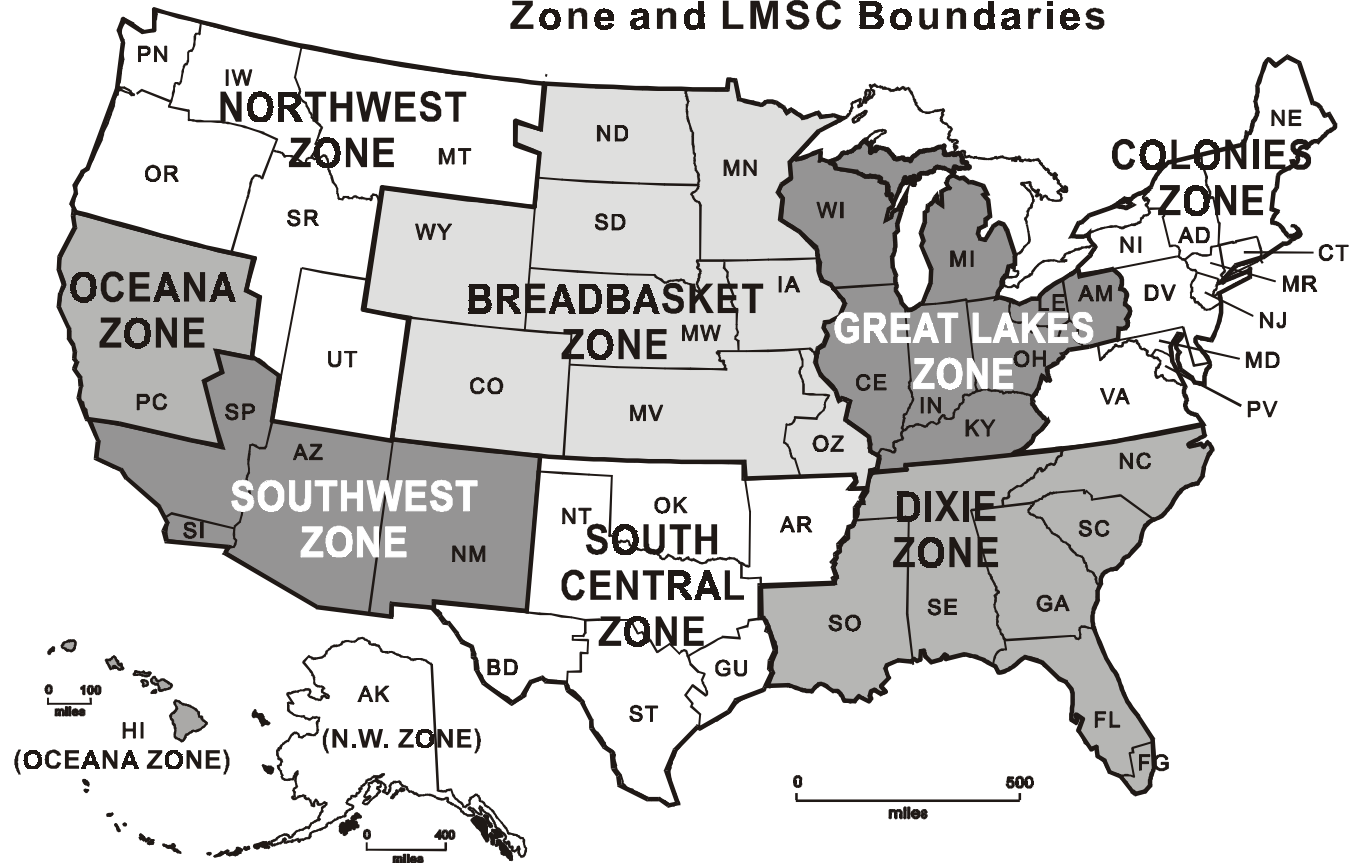 Zone and LMSC Boundaries
PN
IW
NORTHWEST
ZONE
MT
OR
SR
ND
MN
WY
SD
NE
COLONIES
ZONE
WI
MI
NI
AD
CT
MR
NJ
MD
PV
DV
VA
OCEANA
ZONE
PC
SP
UT
BREADBASKET
ZONE
IA
MW
CO
MV
OZ
LE
AM
GREAT LAKES
ZONE
OH
CE
IN
KY
AZ
SOUTHWEST
ZONE
SI
NM
NT
OK
AR
SOUTH
CENTRAL
ZONE
BD
GU
ST
NC
DIXIE
ZONE
SC
SO
SE
GA
FL
FG
0 100
miles
HI
(OCEANA ZONE)
AK
(N.W. ZONE)
0 400
miles
0 500
miles